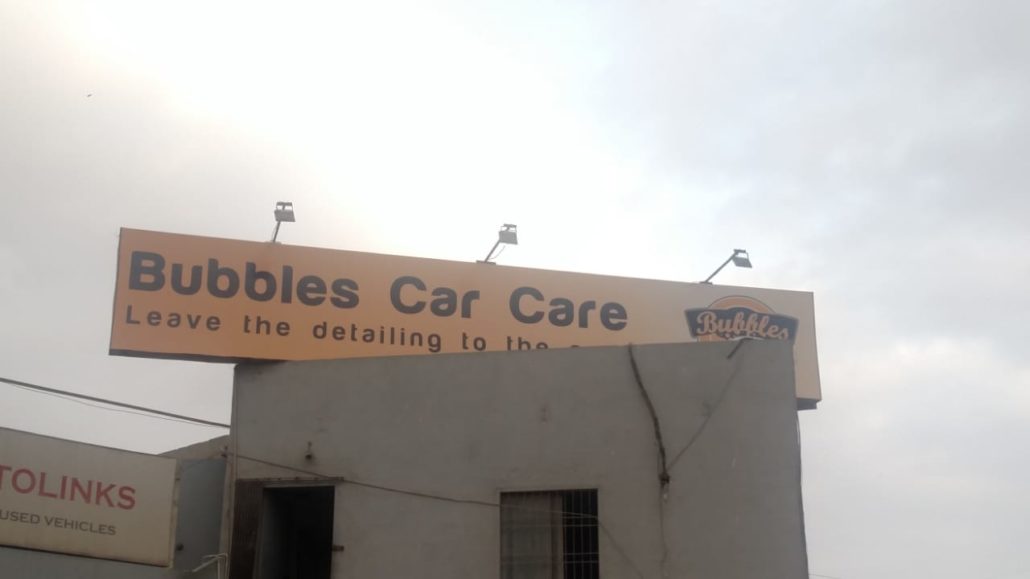 Bubbles Car Care
Leave the detailing to the
Bubbles
TOLINKS
USED VEHICLES